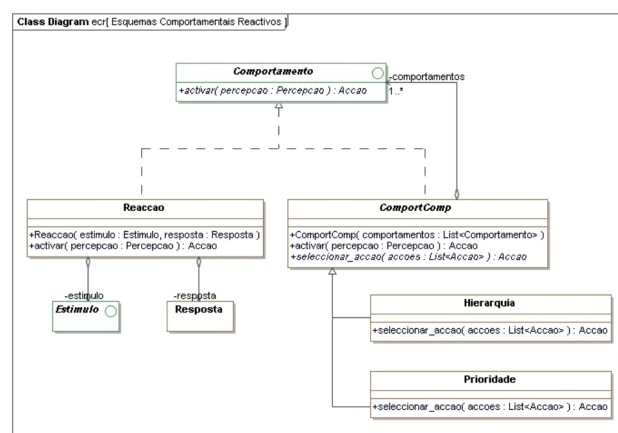 Class Diagram ecr[ Esquemas Comportamentais Reactivos ]
Comportamento
-comportamentos
+activar( percepcao : Percepcao ) : Accao
1..*
Reaccao
+Reaccao( estimulo : Estimulo, resposta : Resposta )
+activar( percepcao : Percepcao ) : Accao
ComportComp
+ComportComp( comportamentos : List<Comportamento> )
+activar( percepcao : Percepcao ) : Accao
+seleccionar_accao( accoes : List<Accao> ) : Accao
-estimulo
-resposta
Estimulo
Resposta
Hierarquia
+seleccionar_accao( accoes : List<Accao> ) : Accao
Prioridade
+seleccionar_accao( accoes : List<Accao> ) : Accao